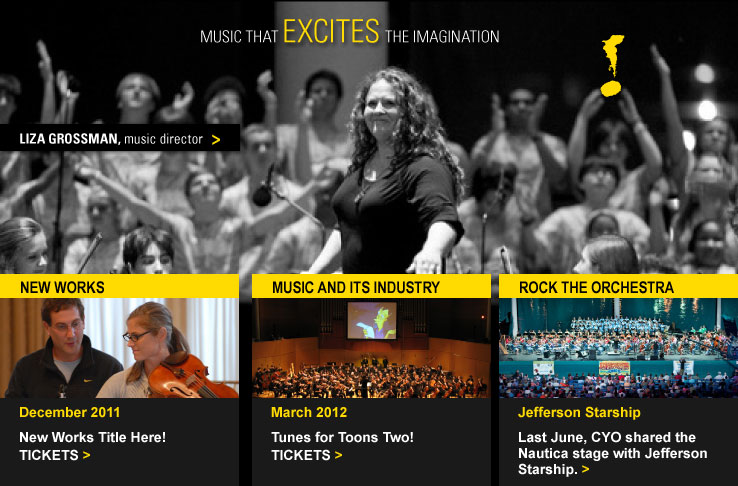 MUSIC THAT EXCITES THE IMAGINATION
!
LIZA GROSSMAN, music director >
NEW WORKS
December 2011
New Works Title Here!
TICKETS >
MUSIC AND ITS INDUSTRY
March 2012
Tunes for Toons Two!
TICKETS >
ROCK THE ORCHESTRA
Jefferson Starship
Last June, CYO shared the
Nautica stage with Jefferson
Starship. >